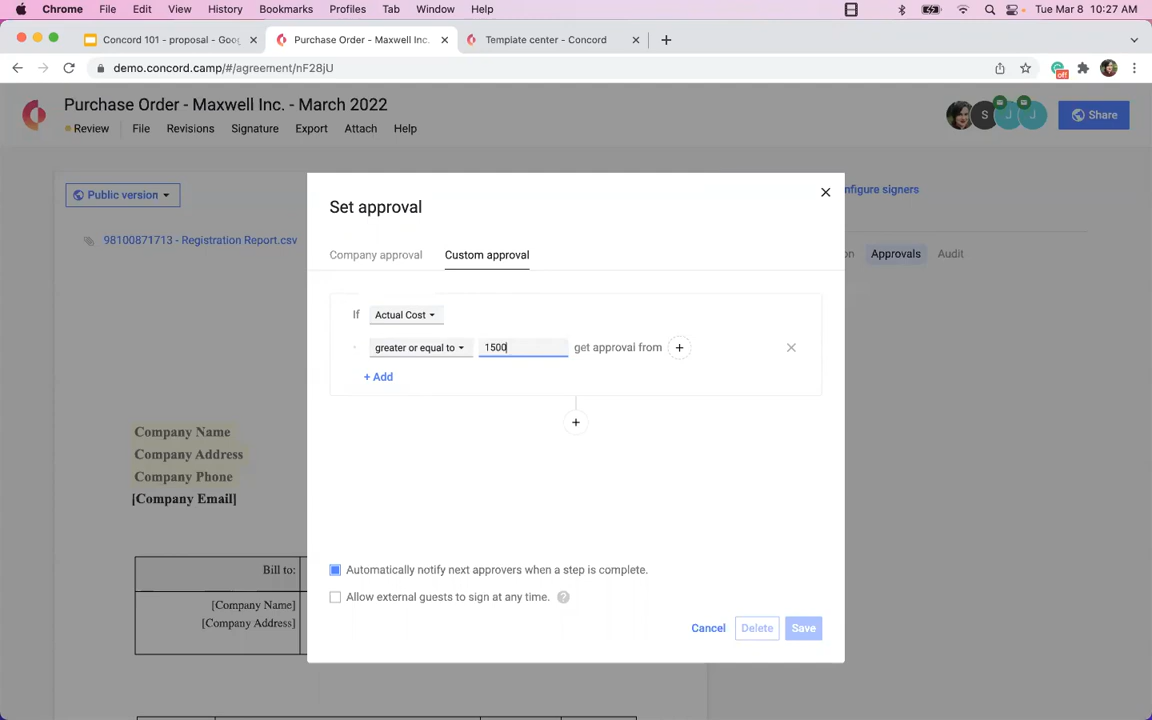 Chrome File Edit View History Bookmarks Profiles Tab Window Help Tue Mar 8 10:27 AM
Concord 101 - proposal - Goo
Purchase Order - Maxwell Inc.
Template center - Concord
demo.concord.camp/#/agreement/nF28jU
off
Purchase Order - Maxwell Inc. - March 2022
Review File Revisions Signature Export Attach Help
S J J
Share
Public version
nfigure signers
98100871713 - Registration Report.csv
on Approvals Audit
Set approval
Company approval Custom approval
If Actual Cost
greater or equal to 1500 get approval from +
+ Add
+
Company Name
Company Address
Company Phone
[Company Email]
Bill to:
[Company Name]
[Company Address]
Automatically notify next approvers when a step is complete.
Allow external guests to sign at any time. ?
Cancel Delete Save